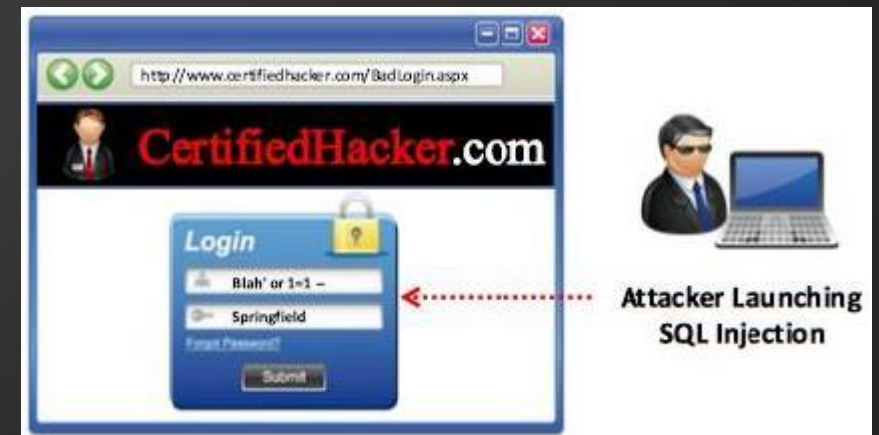 http://www.certifiedhacker.com/BadLogin.aspx
CertifiedHacker.com
Login
Blah' or 1=1 --
Springfield
Forgot Password?
Submit
Attacker Launching
SQL Injection